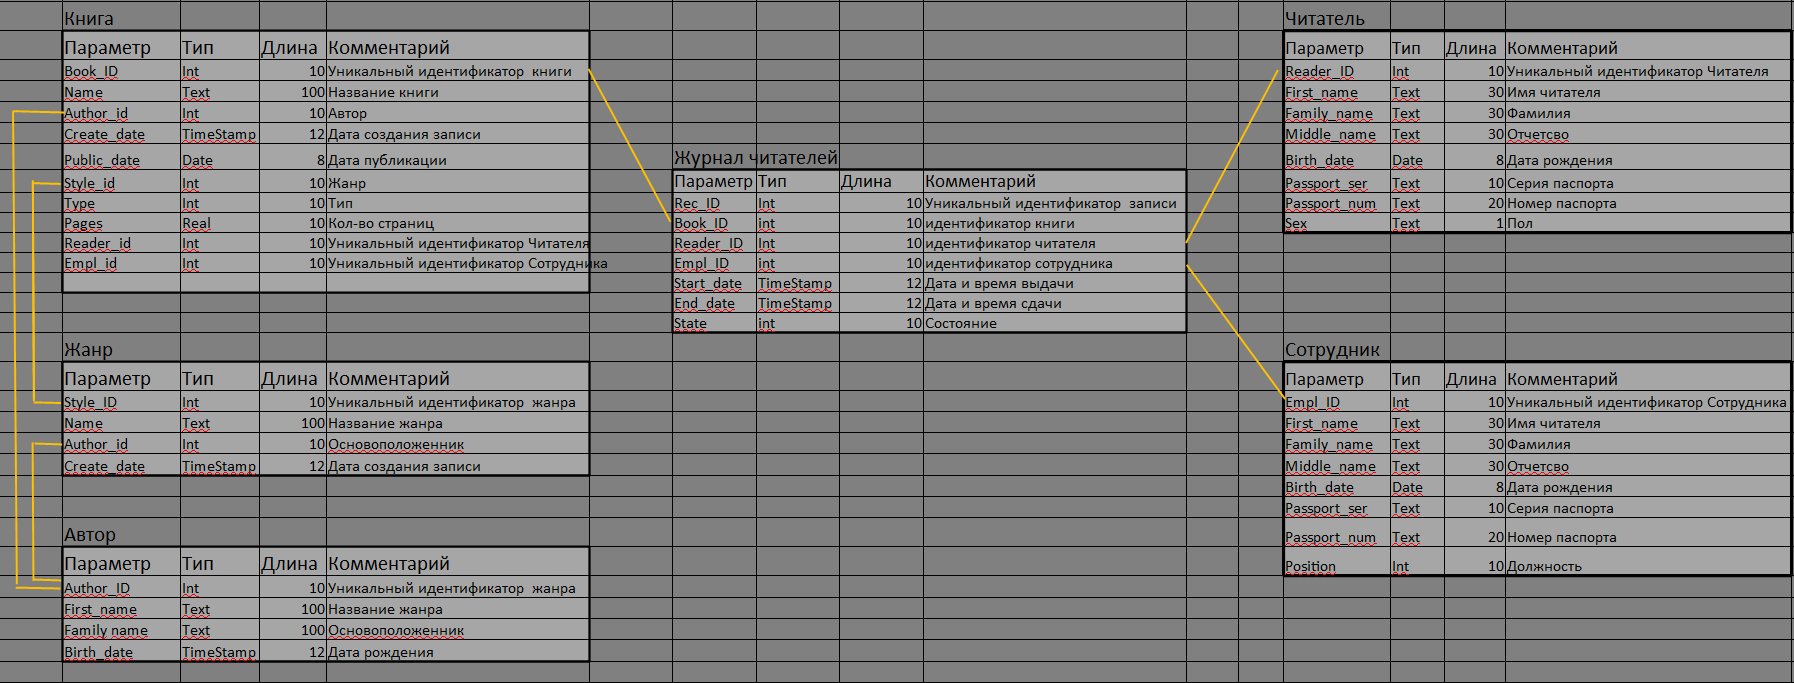 Книга
Параметр Тип Длина Комментарий
Book_ID Int 10 Уникальный идентификатор книги
Name Text 100 Название книги
Author_id Int 10 Автор
Create_date TimeStamp 12 Дата создания записи
Public_date Date 8 Дата публикации
Style_id Int 10 Жанр
Type Int 10 Тип
Pages Real 10 Кол-во страниц
Reader_id Int 10 Уникальный идентификатор Читателя
Empl_id Int 10 Уникальный идентификатор Сотрудника
Жанр
Параметр Тип Длина Комментарий
Style_ID Int 10 Уникальный идентификатор жанра
Name Text 100 Название жанра
Author_id Int 10 Основоположенник
Create_date TimeStamp 12 Дата создания записи
Автор
Параметр Тип Длина Комментарий
Author_ID Int 10 Уникальный идентификатор жанра
First_name Text 100 Название жанра
Family name Text 100 Основоположенник
Birth_date TimeStamp 12 Дата рождения
Журнал читателей
Параметр Тип Длина Комментарий
Rec_ID Int 10 Уникальный идентификатор записи
Book_ID int 10 идентификатор книги
Reader_ID Int 10 идентификатор читателя
Empl_ID int 10 идентификатор сотрудника
Start_date TimeStamp 12 Дата и время выдачи
End_date TimeStamp 12 Дата и время сдачи
State int 10 Состояние
Читатель
Параметр Тип Длина Комментарий
Reader_ID Int 10 Уникальный идентификатор Читателя
First_name Text 30 Имя читателя
Family_name Text 30 Фамилия
Middle_name Text 30 Отчетсво
Birth_date Date 8 Дата рождения
Passport_ser Text 10 Серия паспорта
Passport_num Text 20 Номер паспорта
Sex Text 1 Пол
Сотрудник
Параметр Тип Длина Комментарий
Empl_ID Int 10 Уникальный идентификатор Сотрудника
First_name Text 30 Имя читателя
Family_name Text 30 Фамилия
Middle_name Text 30 Отчетсво
Birth_date Date 8 Дата рождения
Passport_ser Text 10 Серия паспорта
Passport_num Text 20 Номер паспорта
Position Int 10 Должность